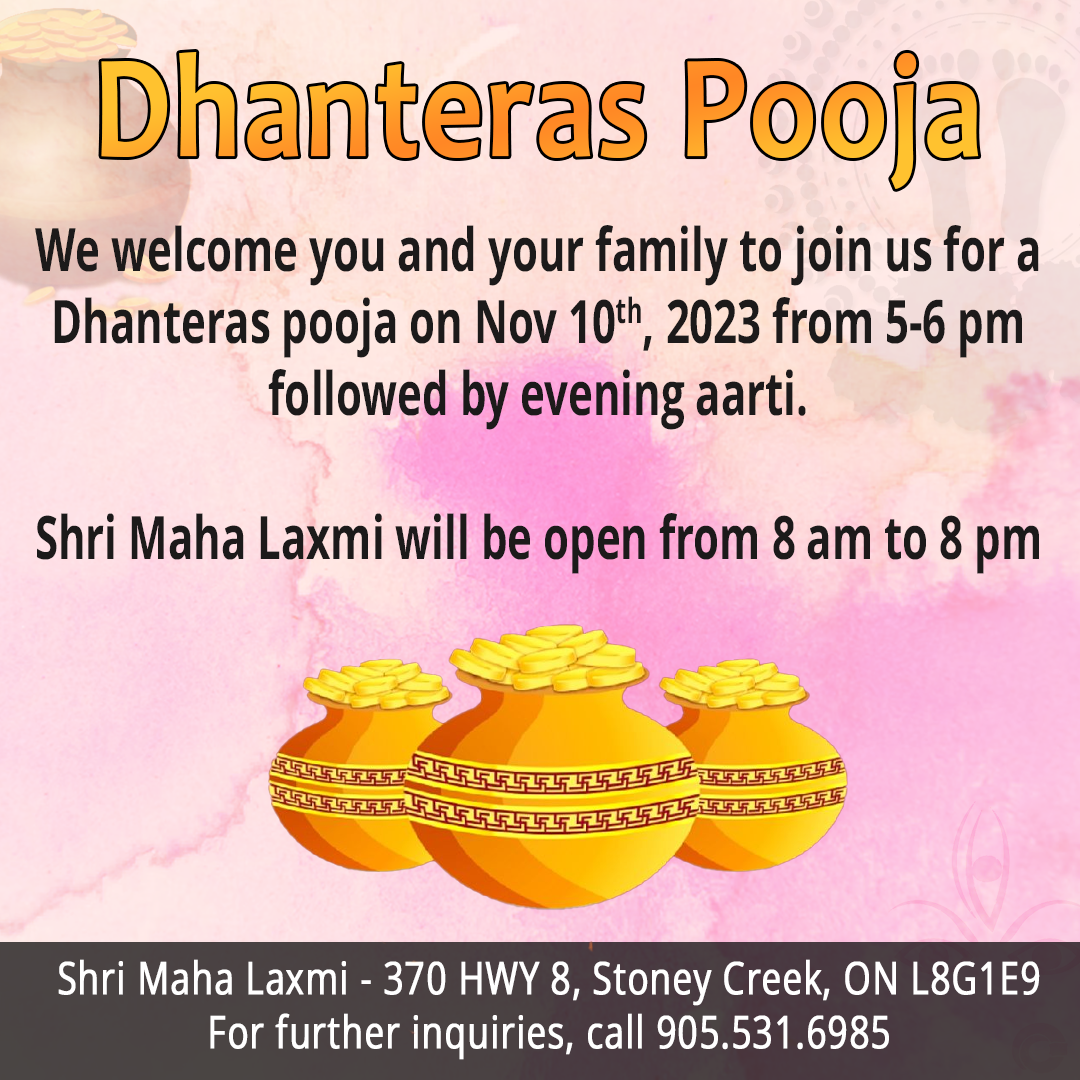 Dhanteras Pooja
We welcome you and your family to join us for a
Dhanteras pooja on Nov 10th, 2023 from 5-6 pm
followed by evening aarti.
Shri Maha Laxmi will be open from 8 am to 8 pm
Shri Maha Laxmi - 370 HWY 8, Stoney Creek, ON L8G1E9
For further inquiries, call 905.531.6985